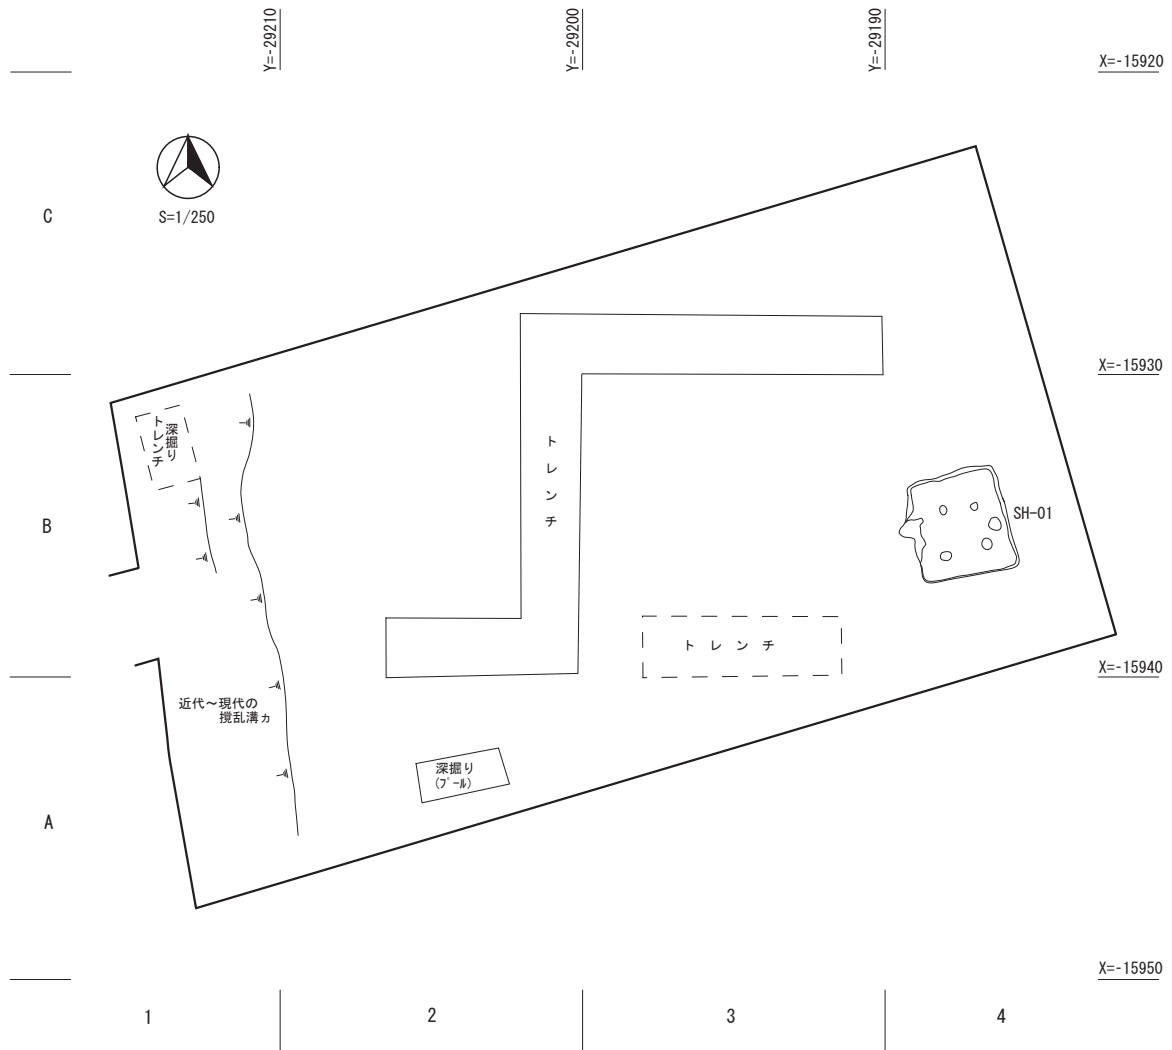 Y=-29210
Y=-29200
Y=-29190
X=-15920
C
S=1/250
X=-15930
深掘り
トレンチ
トレンチ
B
SH-01
トレンチ
X=-15940
近代～現代の
撹乱溝ヵ
深掘り
(ﾌﾟｰﾙ)
A
X=-15950
1
2
3
4